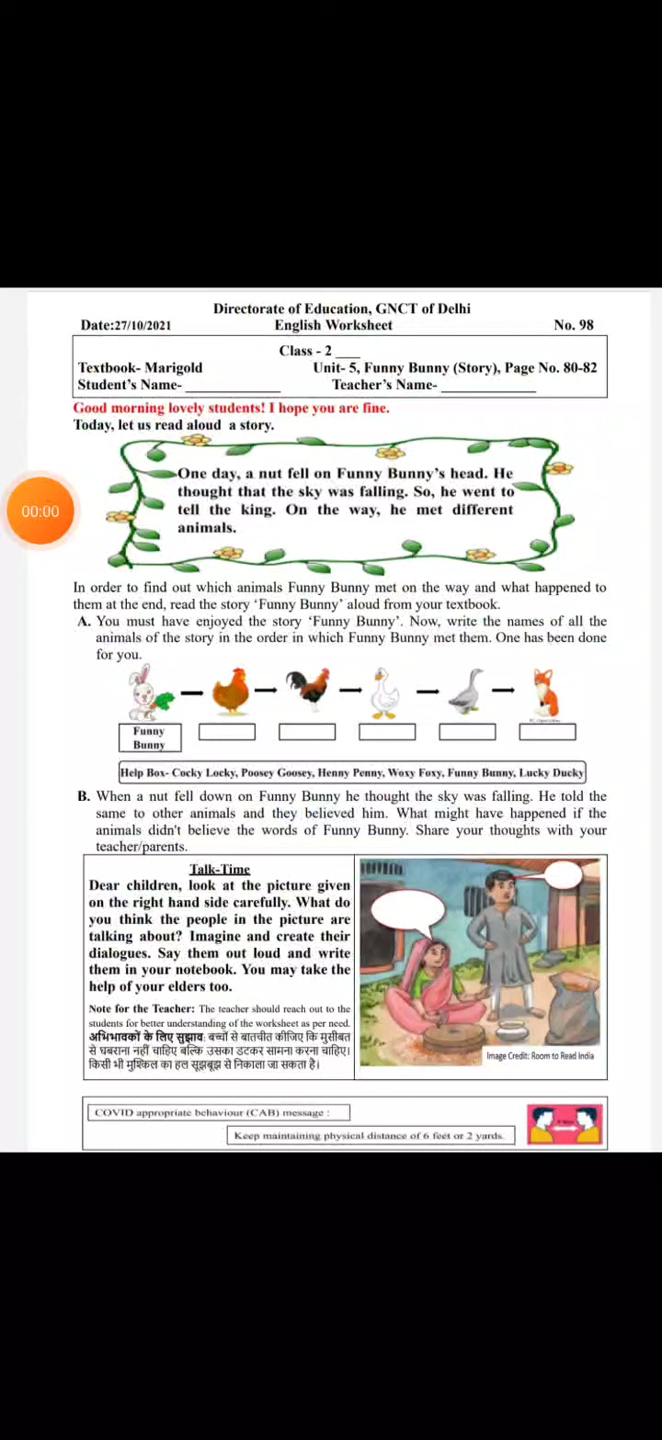 Directorate of Education, GNCT of Delhi
Date:27/10/2021 English Worksheet No. 98
Class - 2 ____
Textbook- Marigold Unit- 5, Funny Bunny (Story), Page No. 80-82
Student's Name- ____________ Teacher's Name- ____________
Good morning lovely students! I hope you are fine.
Today, let us read aloud a story.
One day, a nut fell on Funny Bunny's head. He
thought that the sky was falling. So, he went to
tell the king. On the way, he met different
animals.
00:00
In order to find out which animals Funny Bunny met on the way and what happened to
them at the end, read the story 'Funny Bunny' aloud from your textbook.
A. You must have enjoyed the story 'Funny Bunny'. Now, write the names of all the
animals of the story in the order in which Funny Bunny met them. One has been done
for you.
Funny
Bunny
Help Box- Cocky Locky, Poosey Goosey, Henny Penny, Woxy Foxy, Funny Bunny, Lucky Ducky
B. When a nut fell down on Funny Bunny he thought the sky was falling. He told the
same to other animals and they believed him. What might have happened if the
animals didn't believe the words of Funny Bunny. Share your thoughts with your
teacher/parents.
Talk-Time
Dear children, look at the picture given
on the right hand side carefully. What do
you think the people in the picture are
talking about? Imagine and create their
dialogues. Say them out loud and write
them in your notebook. You may take the
help of your elders too.
Note for the Teacher: The teacher should reach out to the
students for better understanding of the worksheet as per need.
अभिभावकों के लिए सुझाव: बच्चों से बातचीत कीजिए कि मुसीबत
से घबराना नहीं चाहिए बल्कि उसका डटकर सामना करना चाहिए।
किसी भी मुश्किल का हल सूझबूझ से निकाला जा सकता है।
Image Credit: Room to Read India
COVID appropriate behaviour (CAB) message :
Keep maintaining physical distance of 6 feet or 2 yards.